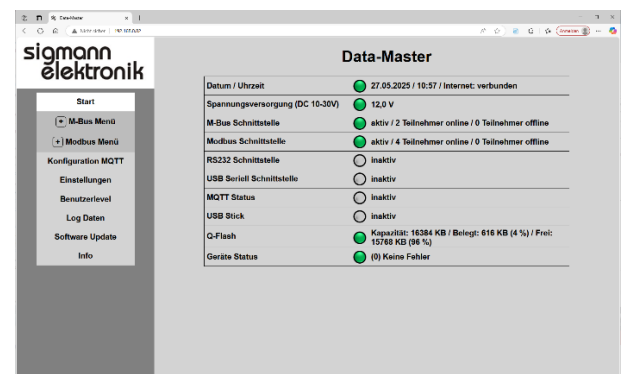 Data-Master
Nicht sicher
sigmann
elektronik
Start
M-Bus Menü
Modbus Menü
Konfiguration MQTT
Einstellungen
Benutzerlevel
Log Daten
Software Update
Info
Data-Master
Datum / Uhrzeit 27.05.2025 / 10:57 / Internet: verbunden
Spannungsversorgung (DC 10-30V) 12,0 V
M-Bus Schnittstelle aktiv / 2 Teilnehmer online / 0 Teilnehmer offline
Modbus Schnittstelle aktiv / 4 Teilnehmer online / 0 Teilnehmer offline
RS232 Schnittstelle inaktiv
USB Seriell Schnittstelle inaktiv
MQTT Status inaktiv
USB Stick inaktiv
Q-Flash Kapazität: 16384 KB / Belegt: 616 KB (4 %) / Frei:
15768 KB (96 %)
Geräte Status (0) Keine Fehler